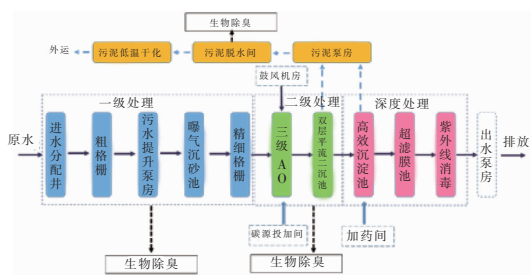 生物除臭
外运
污泥低温干化
污泥脱水间
污泥泵房
鼓风机房
一级处理
二级处理
深度处理
原水
进水分配井
粗格栅
污水提升泵房
曝气沉砂池
精细格栅
三级AO
双层平流二沉池
高效沉淀池
超滤膜池
紫外线消毒
出水泵房
排放
碳源投加间
加药间
生物除臭
生物除臭